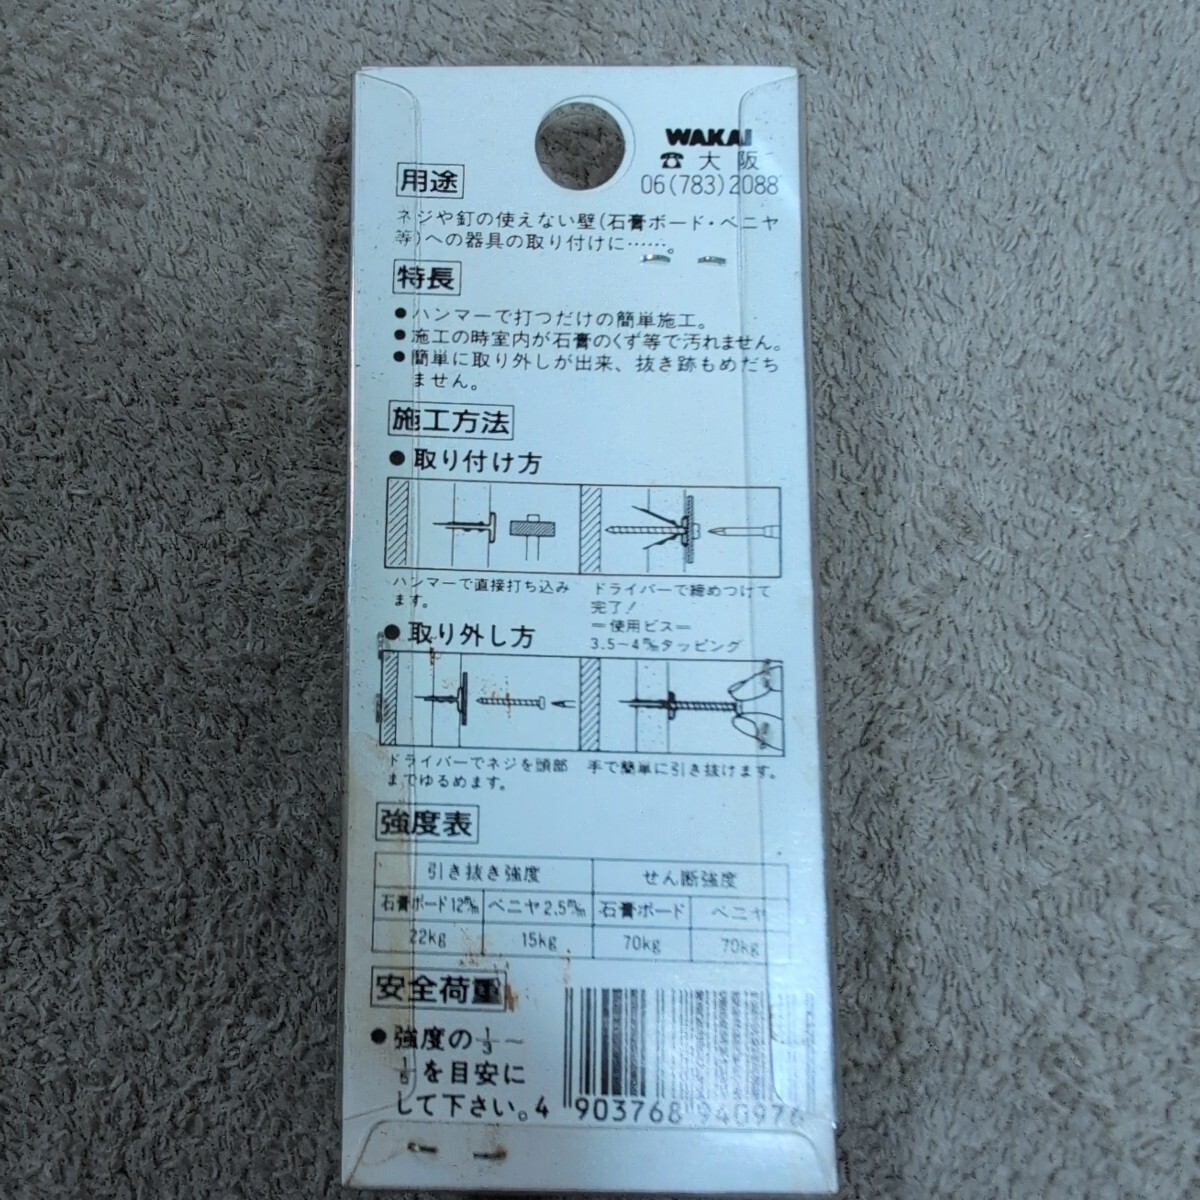 WAKAI
☎ 大阪
06(783)2088
用途
ネジや釘の使えない壁(石膏ボード・ベニヤ
等)への器具の取り付けに……。
特長
●ハンマーで打つだけの簡単施工。
●施工の時室内が石膏のくず等で汚れません。
●簡単に取り外しが出来、抜き跡もめだち
ません。
施工方法
●取り付け方
ハンマーで直接打ち込み
ます。
ドライバーで締めつけて
完了!
=使用ビス=
3.5~4㎜タッピング
●取り外し方
ドライバーでネジを頭部
までゆるめます。
手で簡単に引き抜けます。
強度表
引き抜き強度 せん断強度
石膏ボード12㎜ ベニヤ2.5㎜ 石膏ボード ベニヤ
22kg 15kg 70kg 70kg
安全荷重
●強度の1/3~
1/6を目安に
して下さい。
4 903768 940976